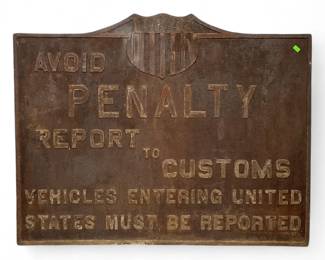 AVOID
PENALTY
REPORT
TO
CUSTOMS
VEHICLES ENTERING UNITED
STATES MUST BE REPORTED